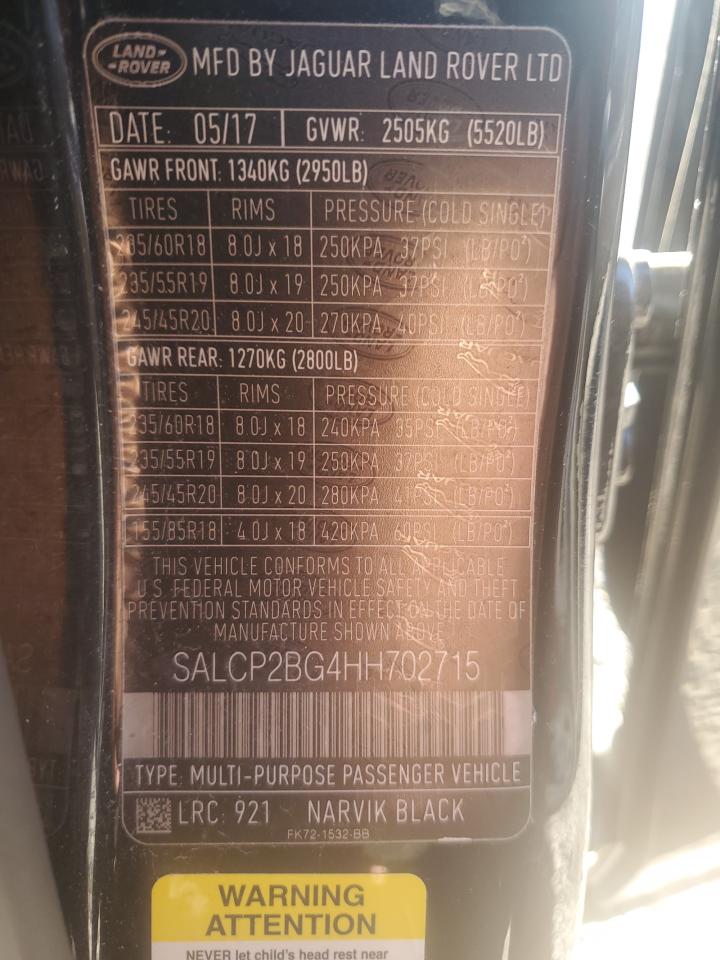 LAND-
-ROVER
MFD BY JAGUAR LAND ROVER LTD
DATE: 05/17 GVWR: 2505KG (5520LB)
GAWR FRONT: 1340KG (2950LB)
TIRES RIMS PRESSURE (COLD SINGLE)
235/60R18 8.0J x 18 250KPA 37PSI (LB/PO²)
235/55R19 8.0J x 19 250KPA 37PSI (LB/PO²)
245/45R20 8.0J x 20 270KPA 40PSI (LB/PO²)
GAWR REAR: 1270KG (2800LB)
TIRES RIMS PRESSURE (COLD SINGLE)
235/60R18 8.0J x 18 240KPA 35PSI (LB/PO²)
235/55R19 8.0J x 19 250KPA 37PSI (LB/PO²)
245/45R20 8.0J x 20 280KPA 41PSI (LB/PO²)
155/85R18 4.0J x 18 420KPA 60PSI (LB/PO²)
THIS VEHICLE CONFORMS TO ALL APPLICABLE
U.S. FEDERAL MOTOR VEHICLE SAFETY AND THEFT
PREVENTION STANDARDS IN EFFECT ON THE DATE OF
MANUFACTURE SHOWN ABOVE
SALCP2BG4HH702715
TYPE: MULTI-PURPOSE PASSENGER VEHICLE
LRC: 921 NARVIK BLACK
FK72-1532-BB
WARNING
ATTENTION
NEVER let child's head rest near